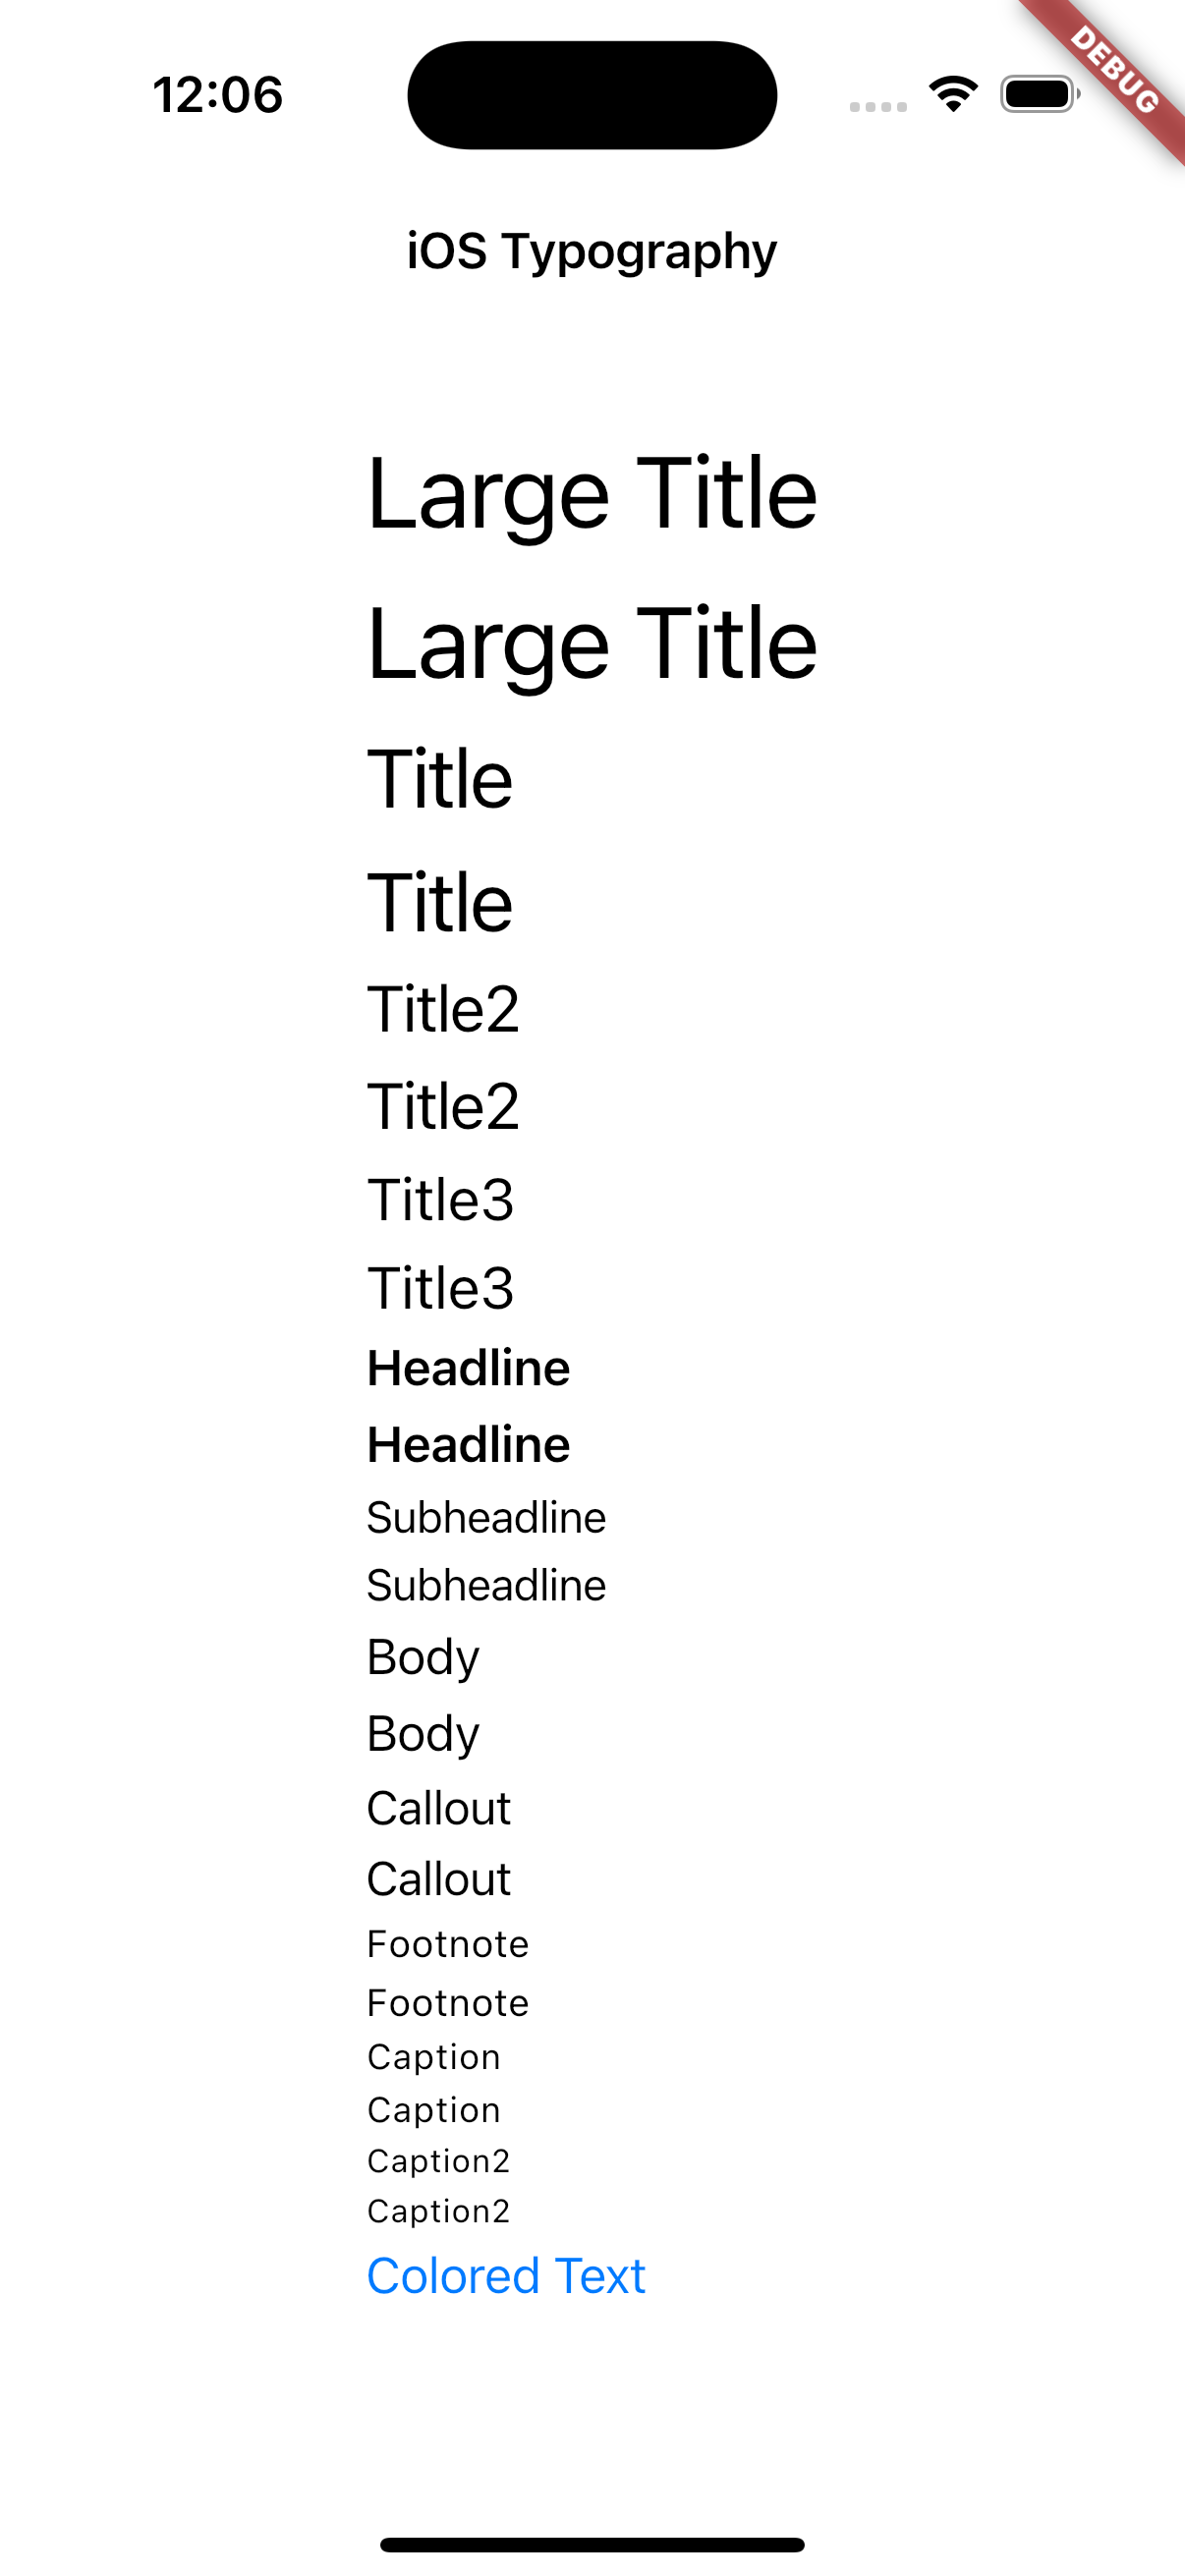 12:06
DEBUG
iOS Typography
Large Title
Large Title
Title
Title
Title2
Title2
Title3
Title3
Headline
Headline
Subheadline
Subheadline
Body
Body
Callout
Callout
Footnote
Footnote
Caption
Caption
Caption2
Caption2
Colored Text